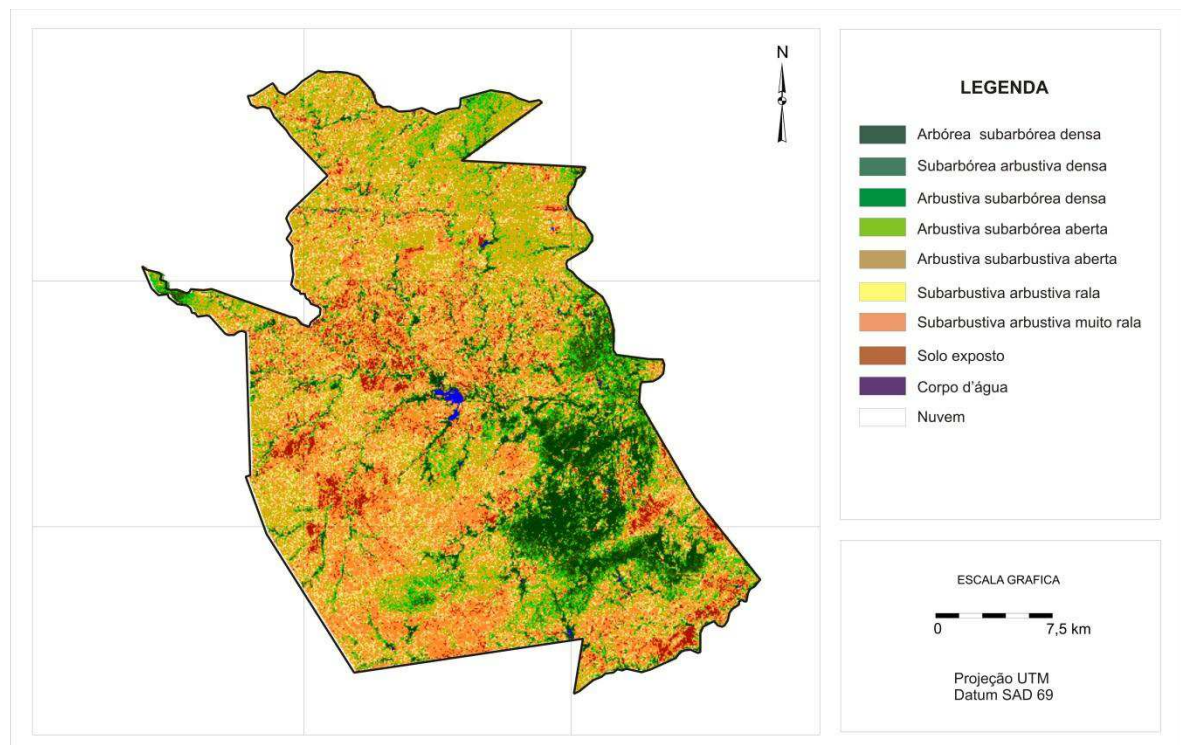 N
LEGENDA
Arbórea subarbórea densa
Subarbórea arbustiva densa
Arbustiva subarbórea densa
Arbustiva subarbórea aberta
Arbustiva subarbustiva aberta
Subarbustiva arbustiva rala
Subarbustiva arbustiva muito rala
Solo exposto
Corpo d'água
Nuvem
ESCALA GRAFICA
0 7,5 km
Projeção UTM
Datum SAD 69